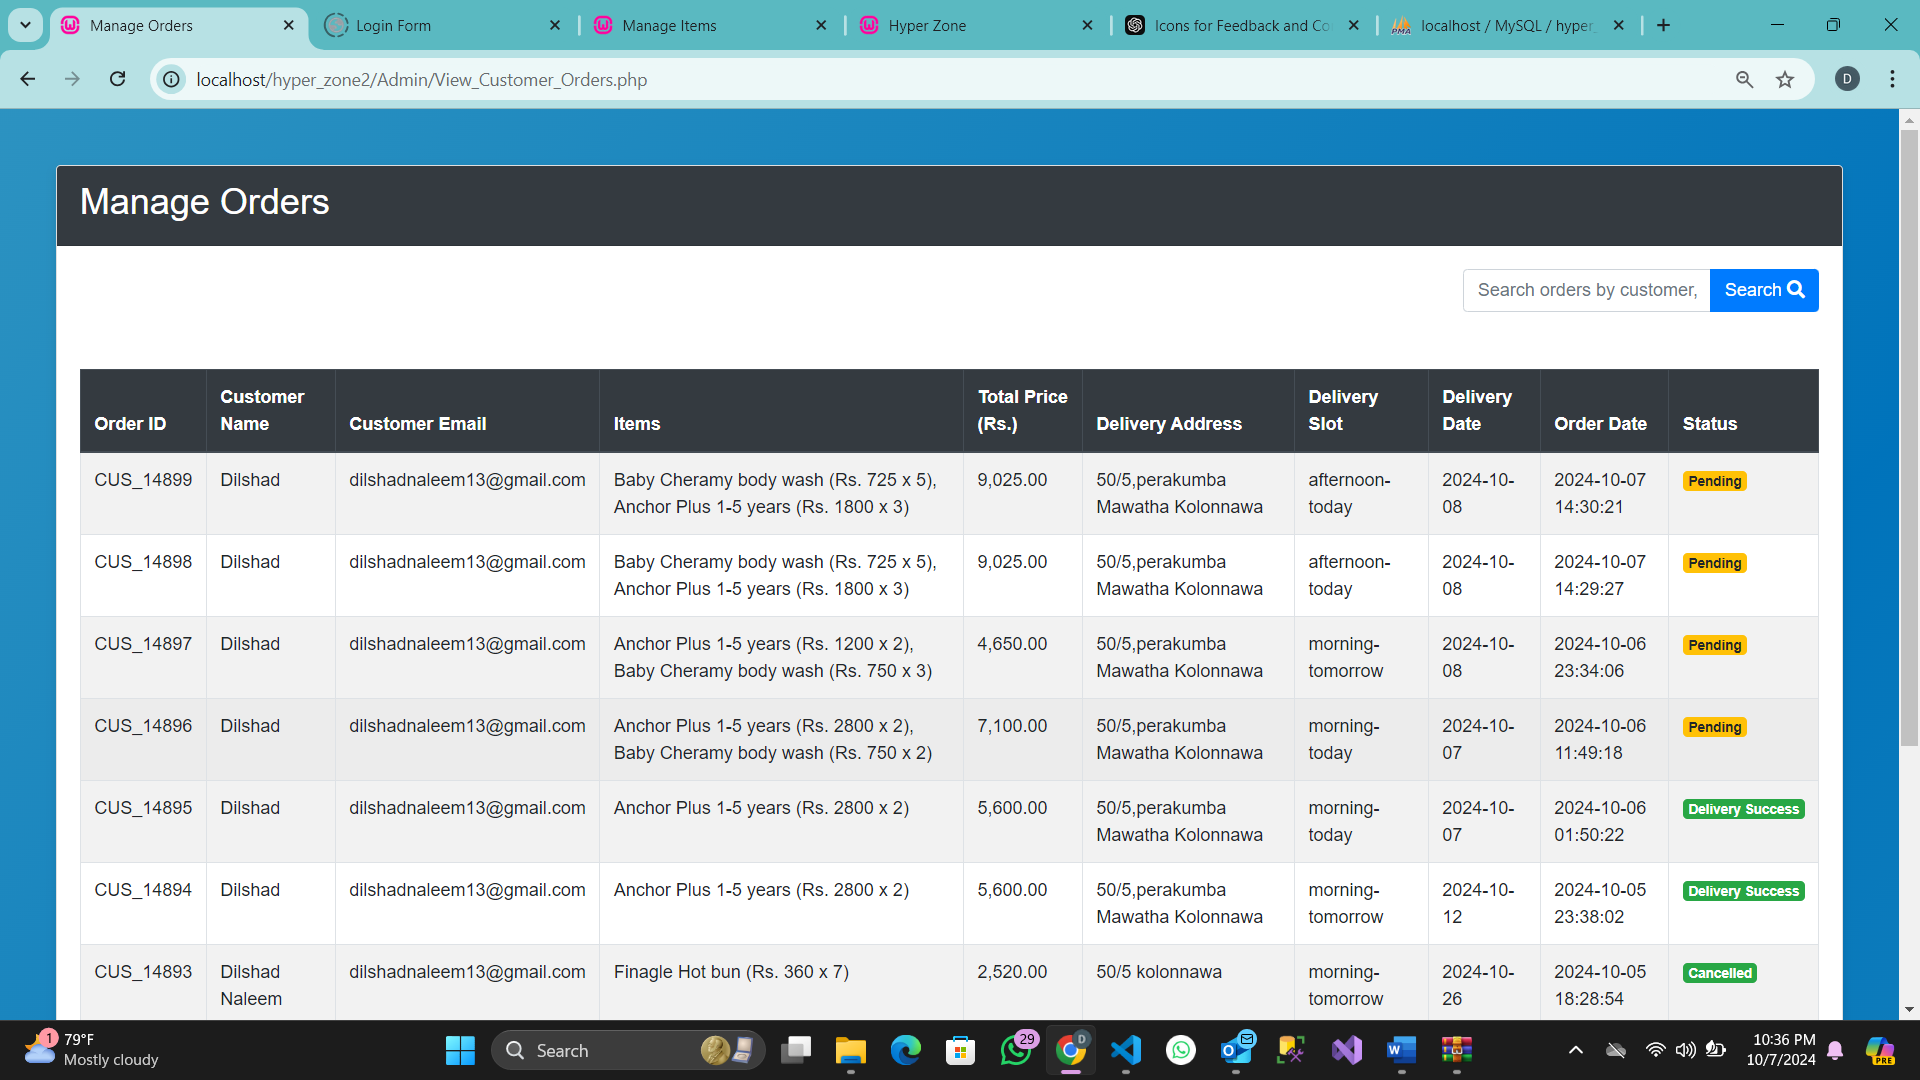 Manage Orders
Login Form
Manage Items
Hyper Zone
Icons for Feedback and Co
localhost / MySQL / hyper_
localhost/hyper_zone2/Admin/View_Customer_Orders.php
D
Manage Orders
Search orders by customer,
Search
Order ID
Customer Name
Customer Email
Items
Total Price (Rs.)
Delivery Address
Delivery Slot
Delivery Date
Order Date
Status
CUS_14899 Dilshad dilshadnaleem13@gmail.com Baby Cheramy body wash (Rs. 725 x 5), 9,025.00 50/5,perakumba afternoon- 2024-10- 2024-10-07 Pending
Anchor Plus 1-5 years (Rs. 1800 x 3) Mawatha Kolonnawa today 08 14:30:21
CUS_14898 Dilshad dilshadnaleem13@gmail.com Baby Cheramy body wash (Rs. 725 x 5), 9,025.00 50/5,perakumba afternoon- 2024-10- 2024-10-07 Pending
Anchor Plus 1-5 years (Rs. 1800 x 3) Mawatha Kolonnawa today 08 14:29:27
CUS_14897 Dilshad dilshadnaleem13@gmail.com Anchor Plus 1-5 years (Rs. 1200 x 2), 4,650.00 50/5,perakumba morning- 2024-10- 2024-10-06 Pending
Baby Cheramy body wash (Rs. 750 x 3) Mawatha Kolonnawa tomorrow 08 23:34:06
CUS_14896 Dilshad dilshadnaleem13@gmail.com Anchor Plus 1-5 years (Rs. 2800 x 2), 7,100.00 50/5,perakumba morning- 2024-10- 2024-10-06 Pending
Baby Cheramy body wash (Rs. 750 x 2) Mawatha Kolonnawa today 07 11:49:18
CUS_14895 Dilshad dilshadnaleem13@gmail.com Anchor Plus 1-5 years (Rs. 2800 x 2) 5,600.00 50/5,perakumba morning- 2024-10- 2024-10-06 Delivery Success
Mawatha Kolonnawa today 07 01:50:22
CUS_14894 Dilshad dilshadnaleem13@gmail.com Anchor Plus 1-5 years (Rs. 2800 x 2) 5,600.00 50/5,perakumba morning- 2024-10- 2024-10-05 Delivery Success
Mawatha Kolonnawa tomorrow 12 23:38:02
CUS_14893 Dilshad dilshadnaleem13@gmail.com Finagle Hot bun (Rs. 360 x 7) 2,520.00 50/5 kolonnawa morning- 2024-10- 2024-10-05 Cancelled
Naleem tomorrow 26 18:28:54
1
79°F
Mostly cloudy
Search
29
D
10:36 PM
10/7/2024
PRE